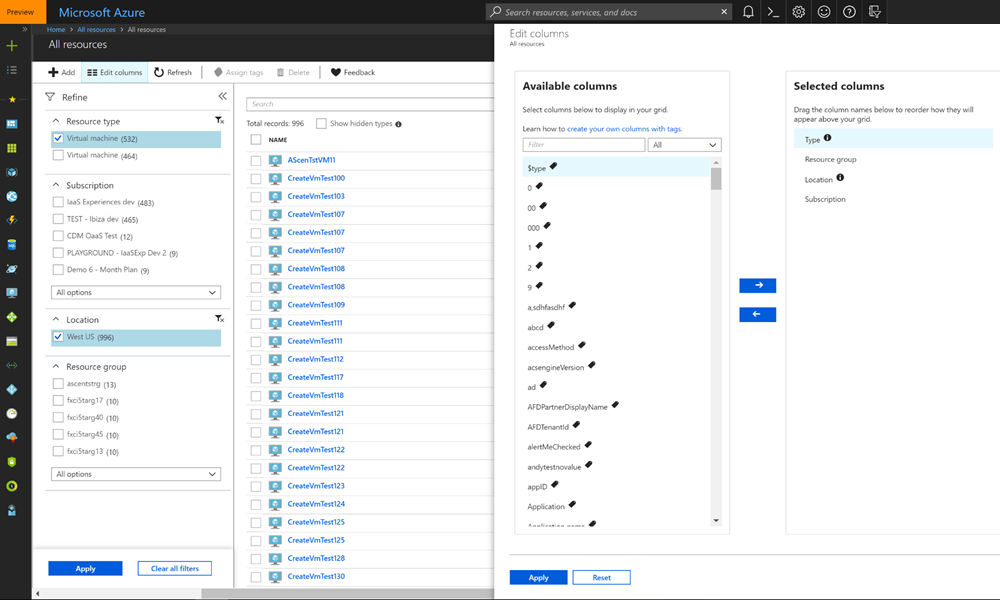 Preview
Microsoft Azure
Search resources, services, and docs
Home > All resources > All resources
All resources
Add
Edit columns
Refresh
Assign tags
Delete
Feedback
Refine
Resource type
Virtual machine (532)
Virtual machine (464)
Subscription
IaaS Experiences dev (483)
TEST - Ibiza dev (465)
CDM OaaS Test (12)
PLAYGROUND - IaaSExp Dev 2 (9)
Demo 6 - Month Plan (9)
All options
Location
West US (996)
Resource group
ascentstrg (13)
fxci5targ17 (10)
fxci5targ40 (10)
fxci5targ45 (10)
fxci5targ13 (10)
All options
Apply
Clear all filters
Search
Total records: 996
Show hidden types
NAME
AScenTstVM11
CreateVmTest100
CreateVmTest103
CreateVmTest107
CreateVmTest107
CreateVmTest107
CreateVmTest108
CreateVmTest108
CreateVmTest109
CreateVmTest111
CreateVmTest111
CreateVmTest112
CreateVmTest117
CreateVmTest118
CreateVmTest121
CreateVmTest121
CreateVmTest122
CreateVmTest122
CreateVmTest123
CreateVmTest124
CreateVmTest125
CreateVmTest125
CreateVmTest128
CreateVmTest130
Edit columns
All resources
Available columns
Select columns below to display in your grid.
Learn how to create your own columns with tags.
Filter
All
$type
0
00
000
1
2
9
a,sdhfasdhf
abcd
accessMethod
acsengineVersion
ad
AFDPartnerDisplayName
AFDTenantId
alertMeChecked
andytestnovalue
appID
Application
Application name
Selected columns
Drag the column names below to reorder how they will
appear above your grid.
Type
Resource group
Location
Subscription
Apply
Reset